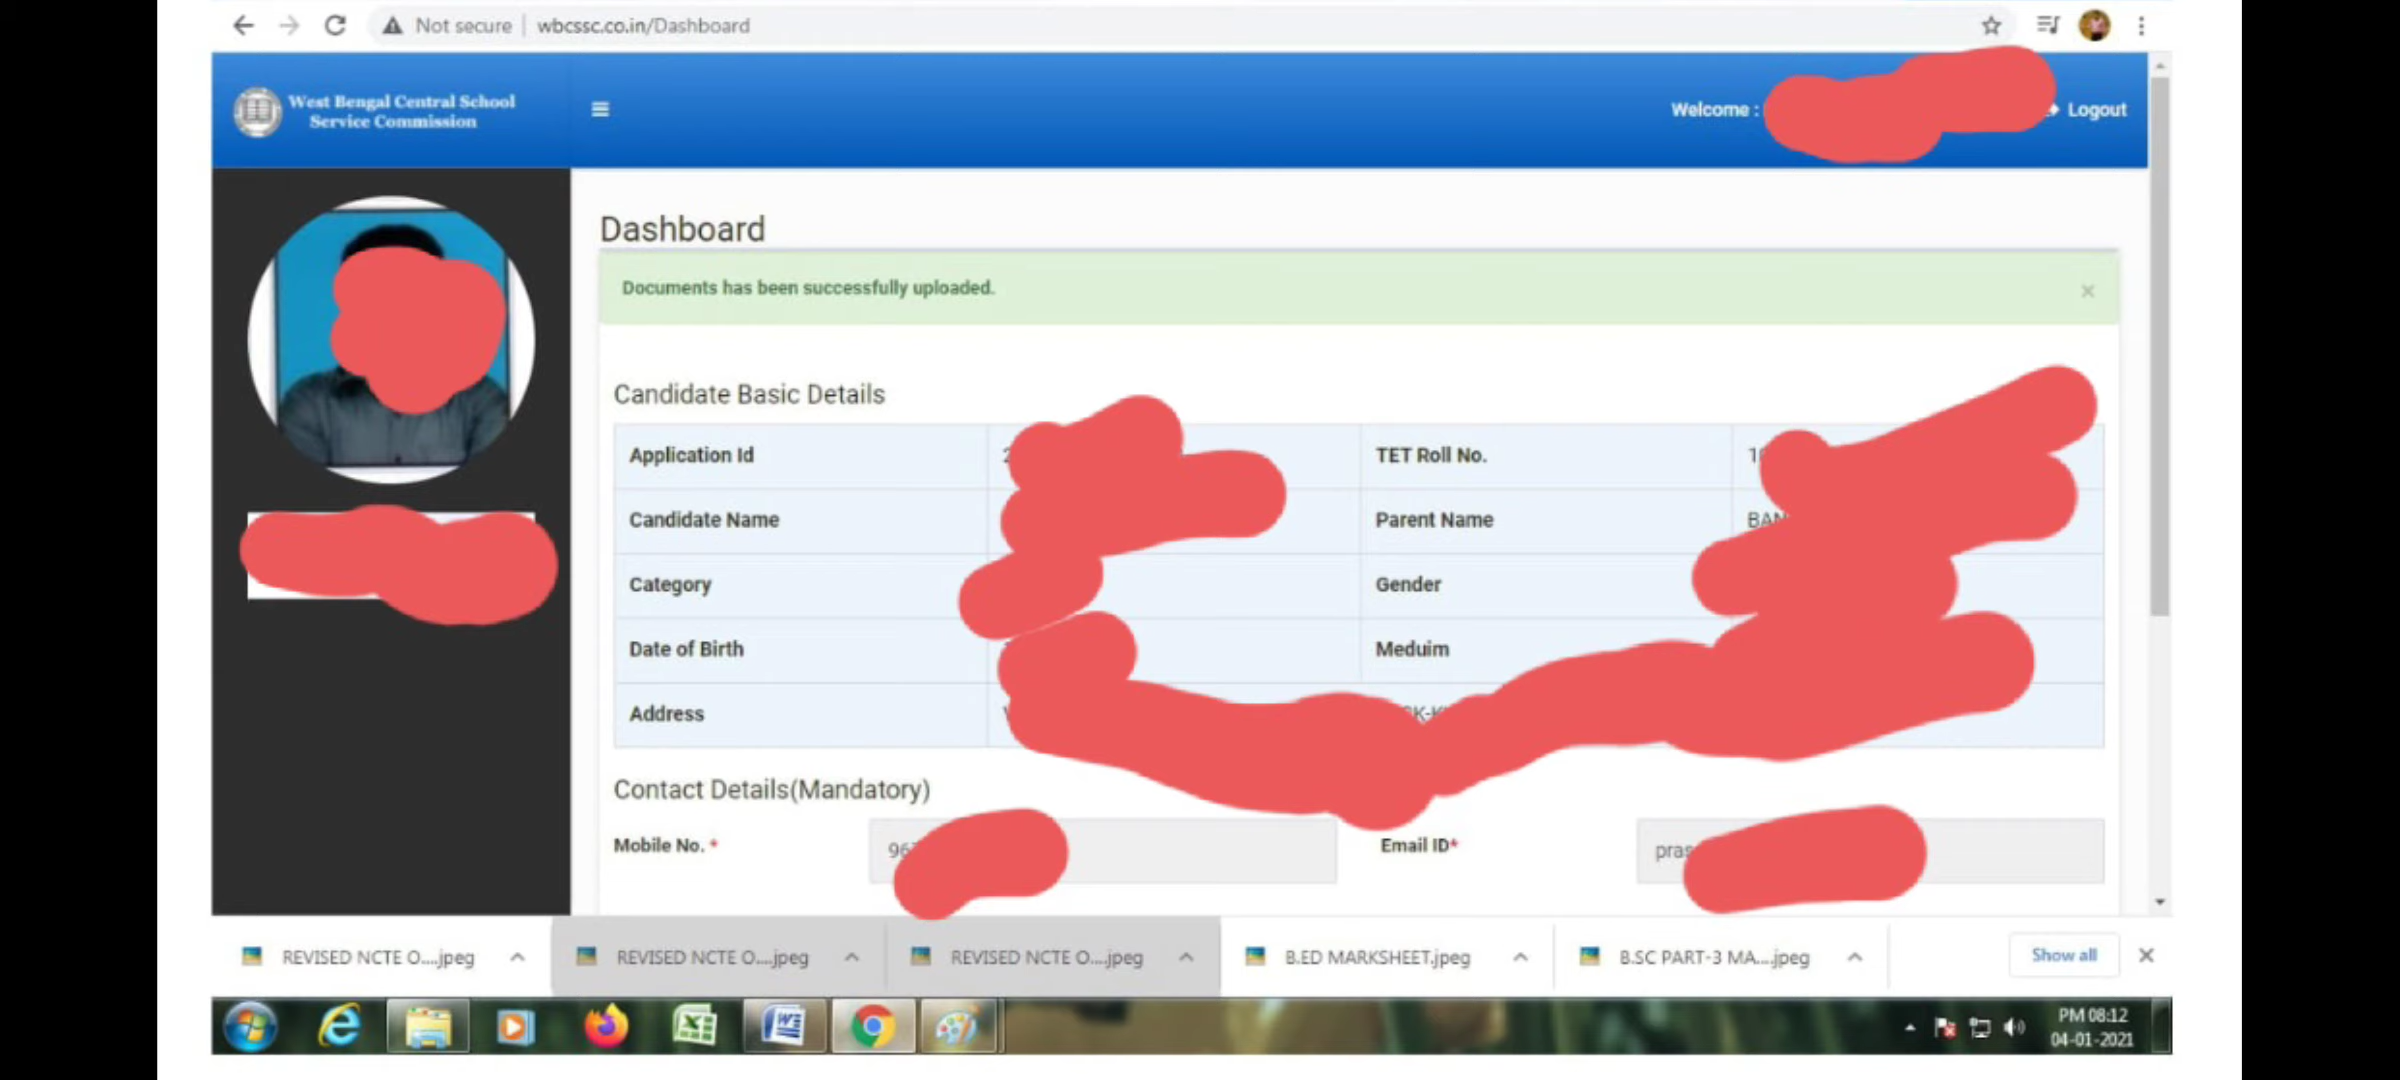 Not secure | wbcssc.co.in/Dashboard
West Bengal Central School
Service Commission
Welcome :
Logout
Dashboard
Documents has been successfully uploaded.
Candidate Basic Details
Application Id
TET Roll No.
Candidate Name
Parent Name
Category
Gender
Date of Birth
Meduim
Address
Contact Details(Mandatory)
Mobile No. *
Email ID*
REVISED NCTE O....jpeg
REVISED NCTE O....jpeg
REVISED NCTE O....jpeg
B.ED MARKSHEET.jpeg
B.SC PART-3 MA....jpeg
Show all
PM 08:12
04-01-2021